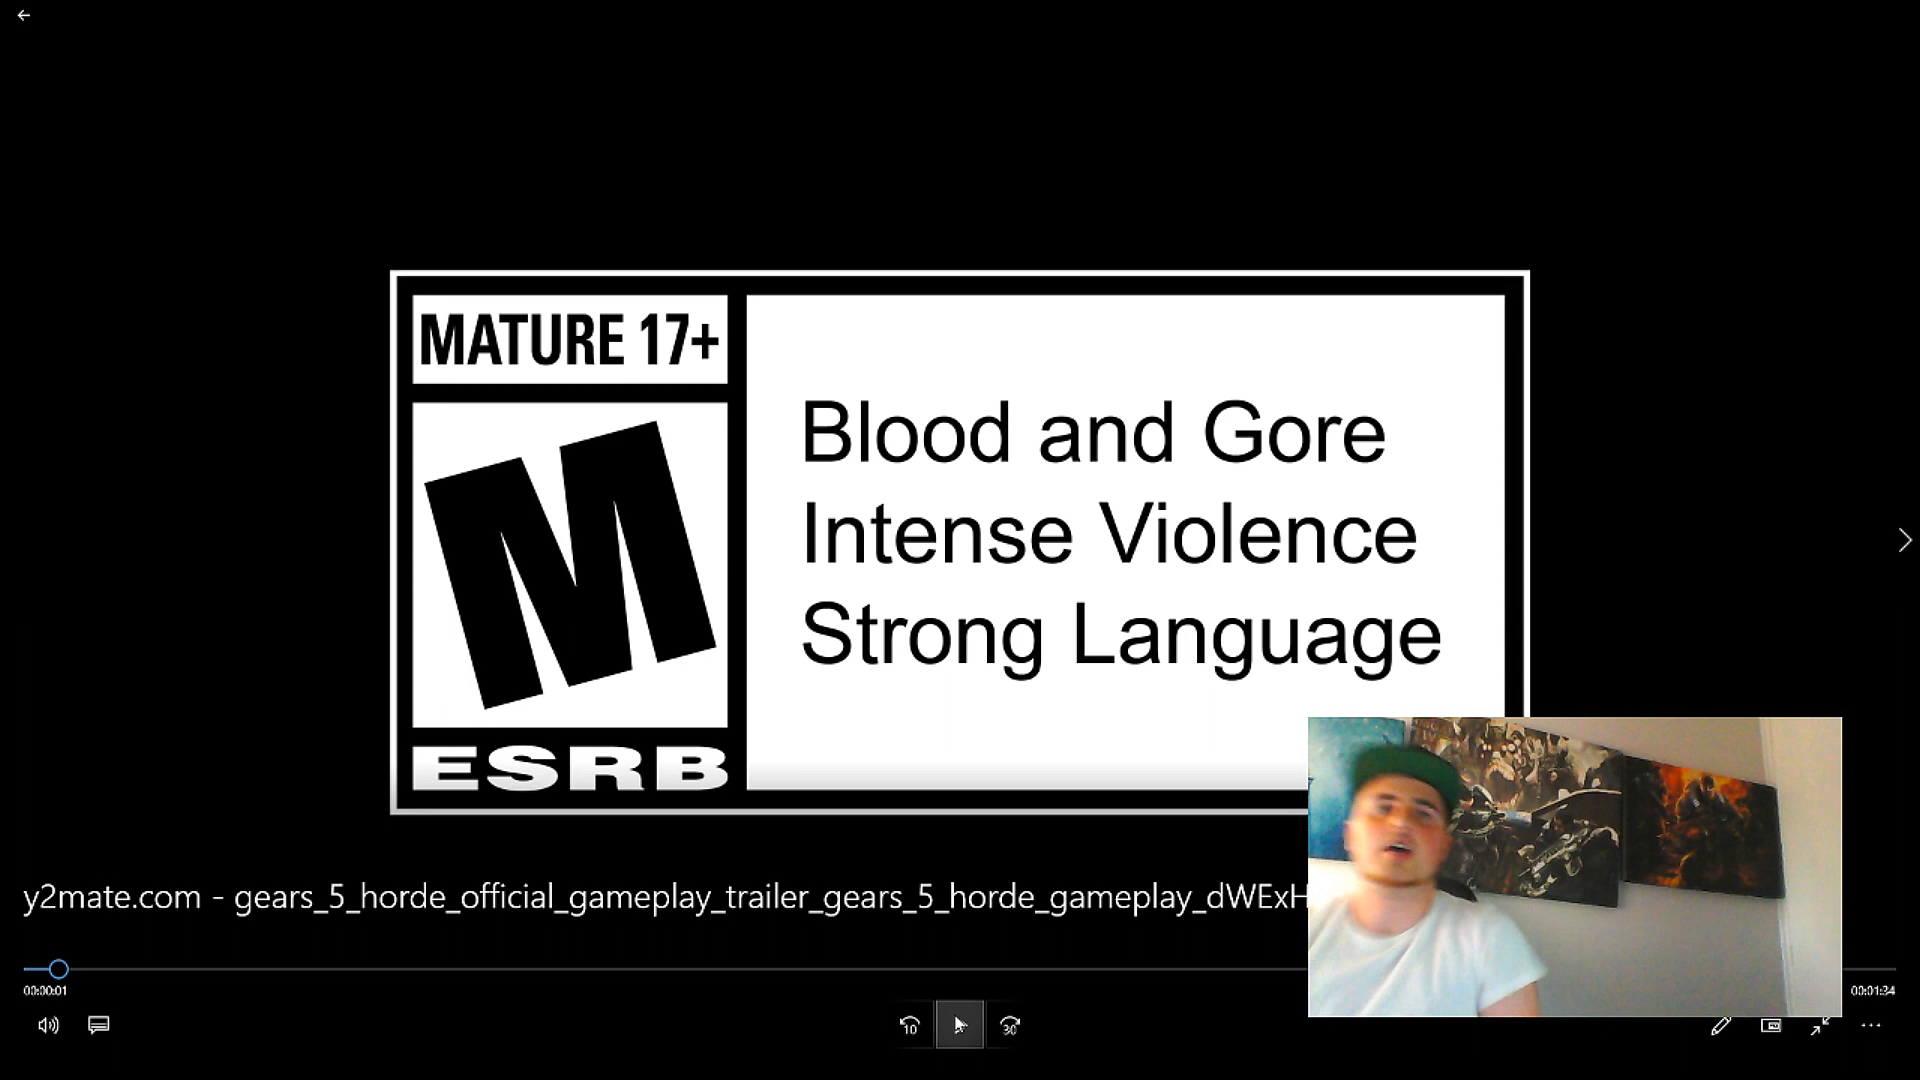 MATURE 17+
M
ESRB
Blood and Gore
Intense Violence
Strong Language
y2mate.com - gears_5_horde_official_gameplay_trailer_gears_5_horde_gameplay_dWExH
00:00:01
00:01:34
10
30